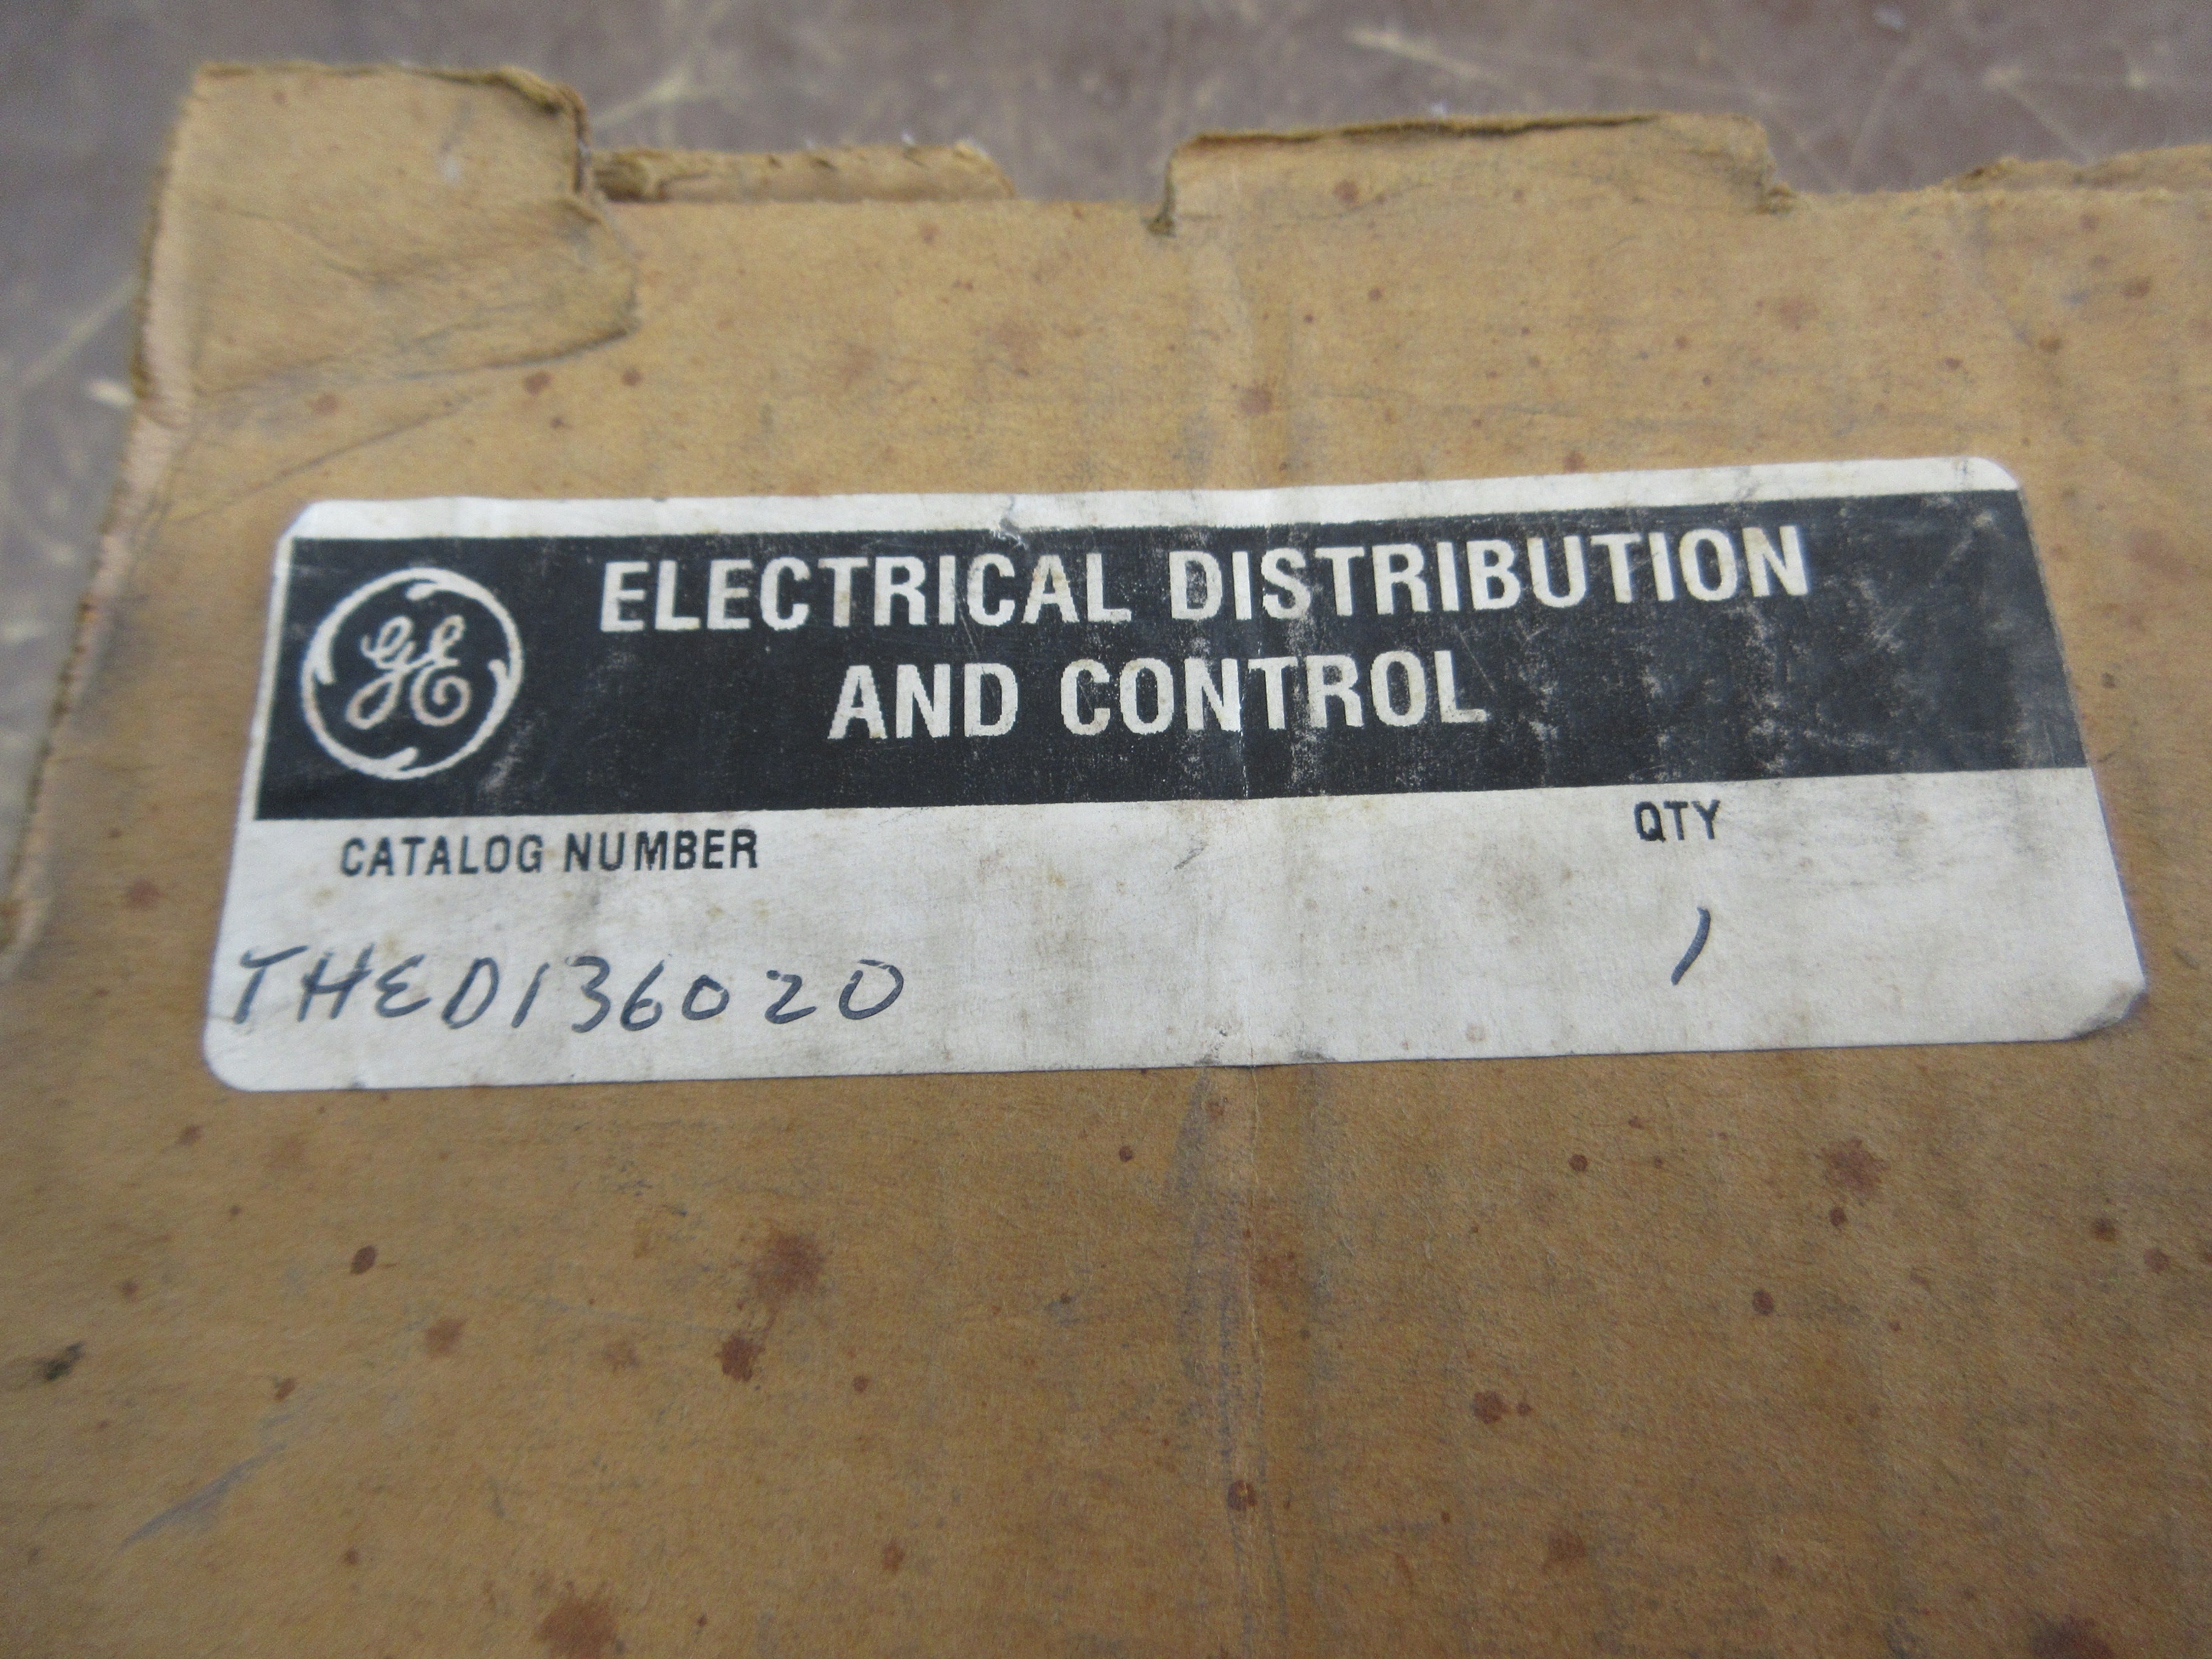 GE ELECTRICAL DISTRIBUTION
AND CONTROL
CATALOG NUMBER QTY
THED136020 1